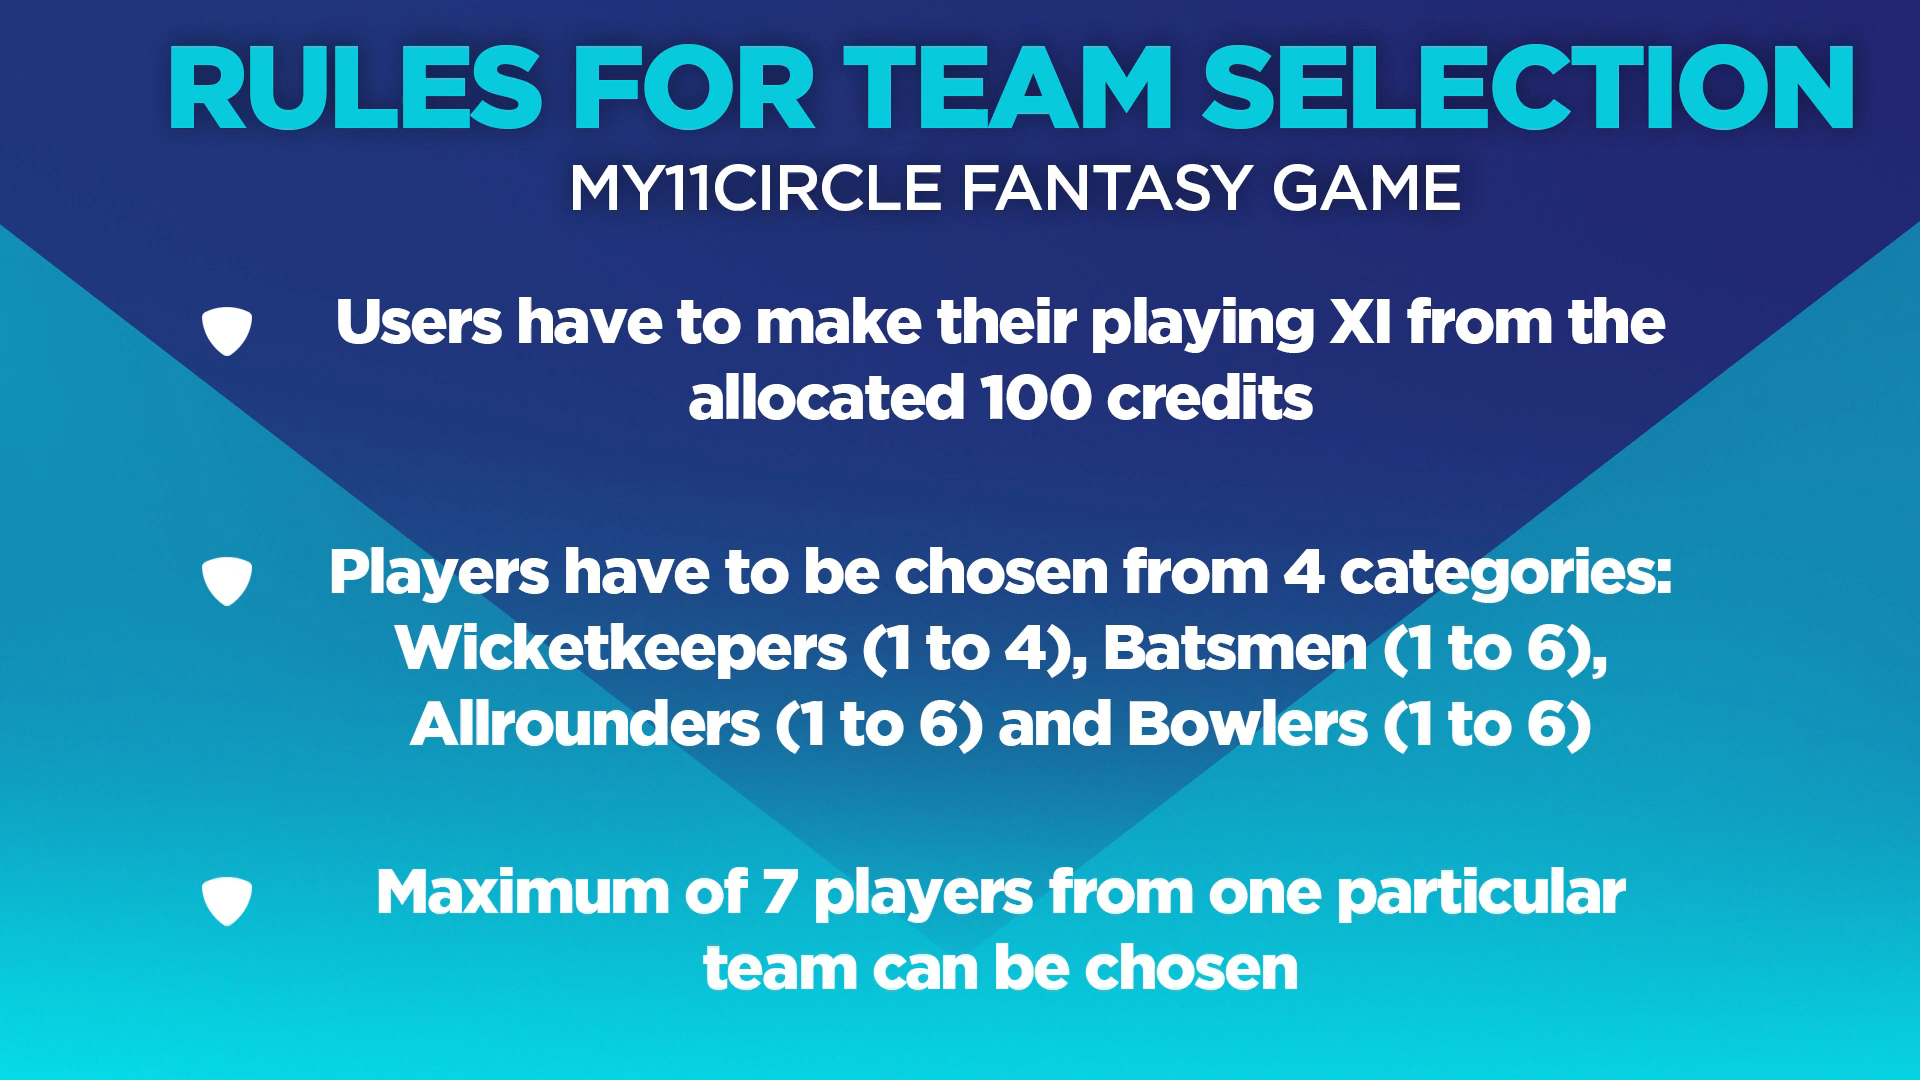 RULES FOR TEAM SELECTION
MY11CIRCLE FANTASY GAME
Users have to make their playing XI from the
allocated 100 credits
Players have to be chosen from 4 categories:
Wicketkeepers (1 to 4), Batsmen (1 to 6),
Allrounders (1 to 6) and Bowlers (1 to 6)
Maximum of 7 players from one particular
team can be chosen